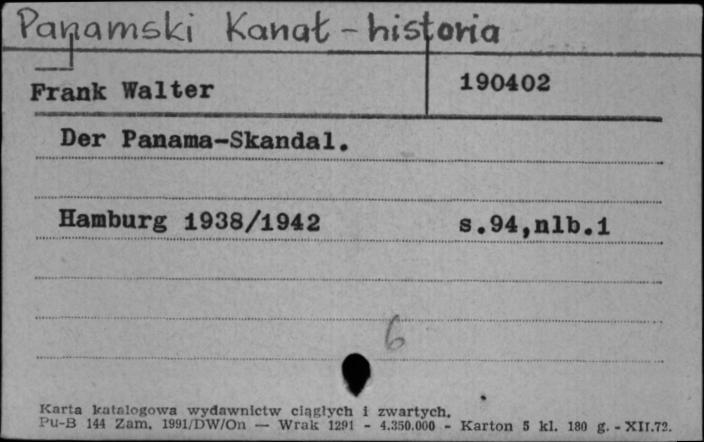 Panamski Kanał - historia
Frank Walter 190402
Der Panama-Skandal.
Hamburg 1938/1942 s.94,nlb.1
6
Karta katalogowa wydawnictw ciągłych i zwartych.
Pu-B 144 Zam. 1991/DW/On — Wrak 1291 - 4.350.000 - Karton 5 kl. 180 g. - XII.72.